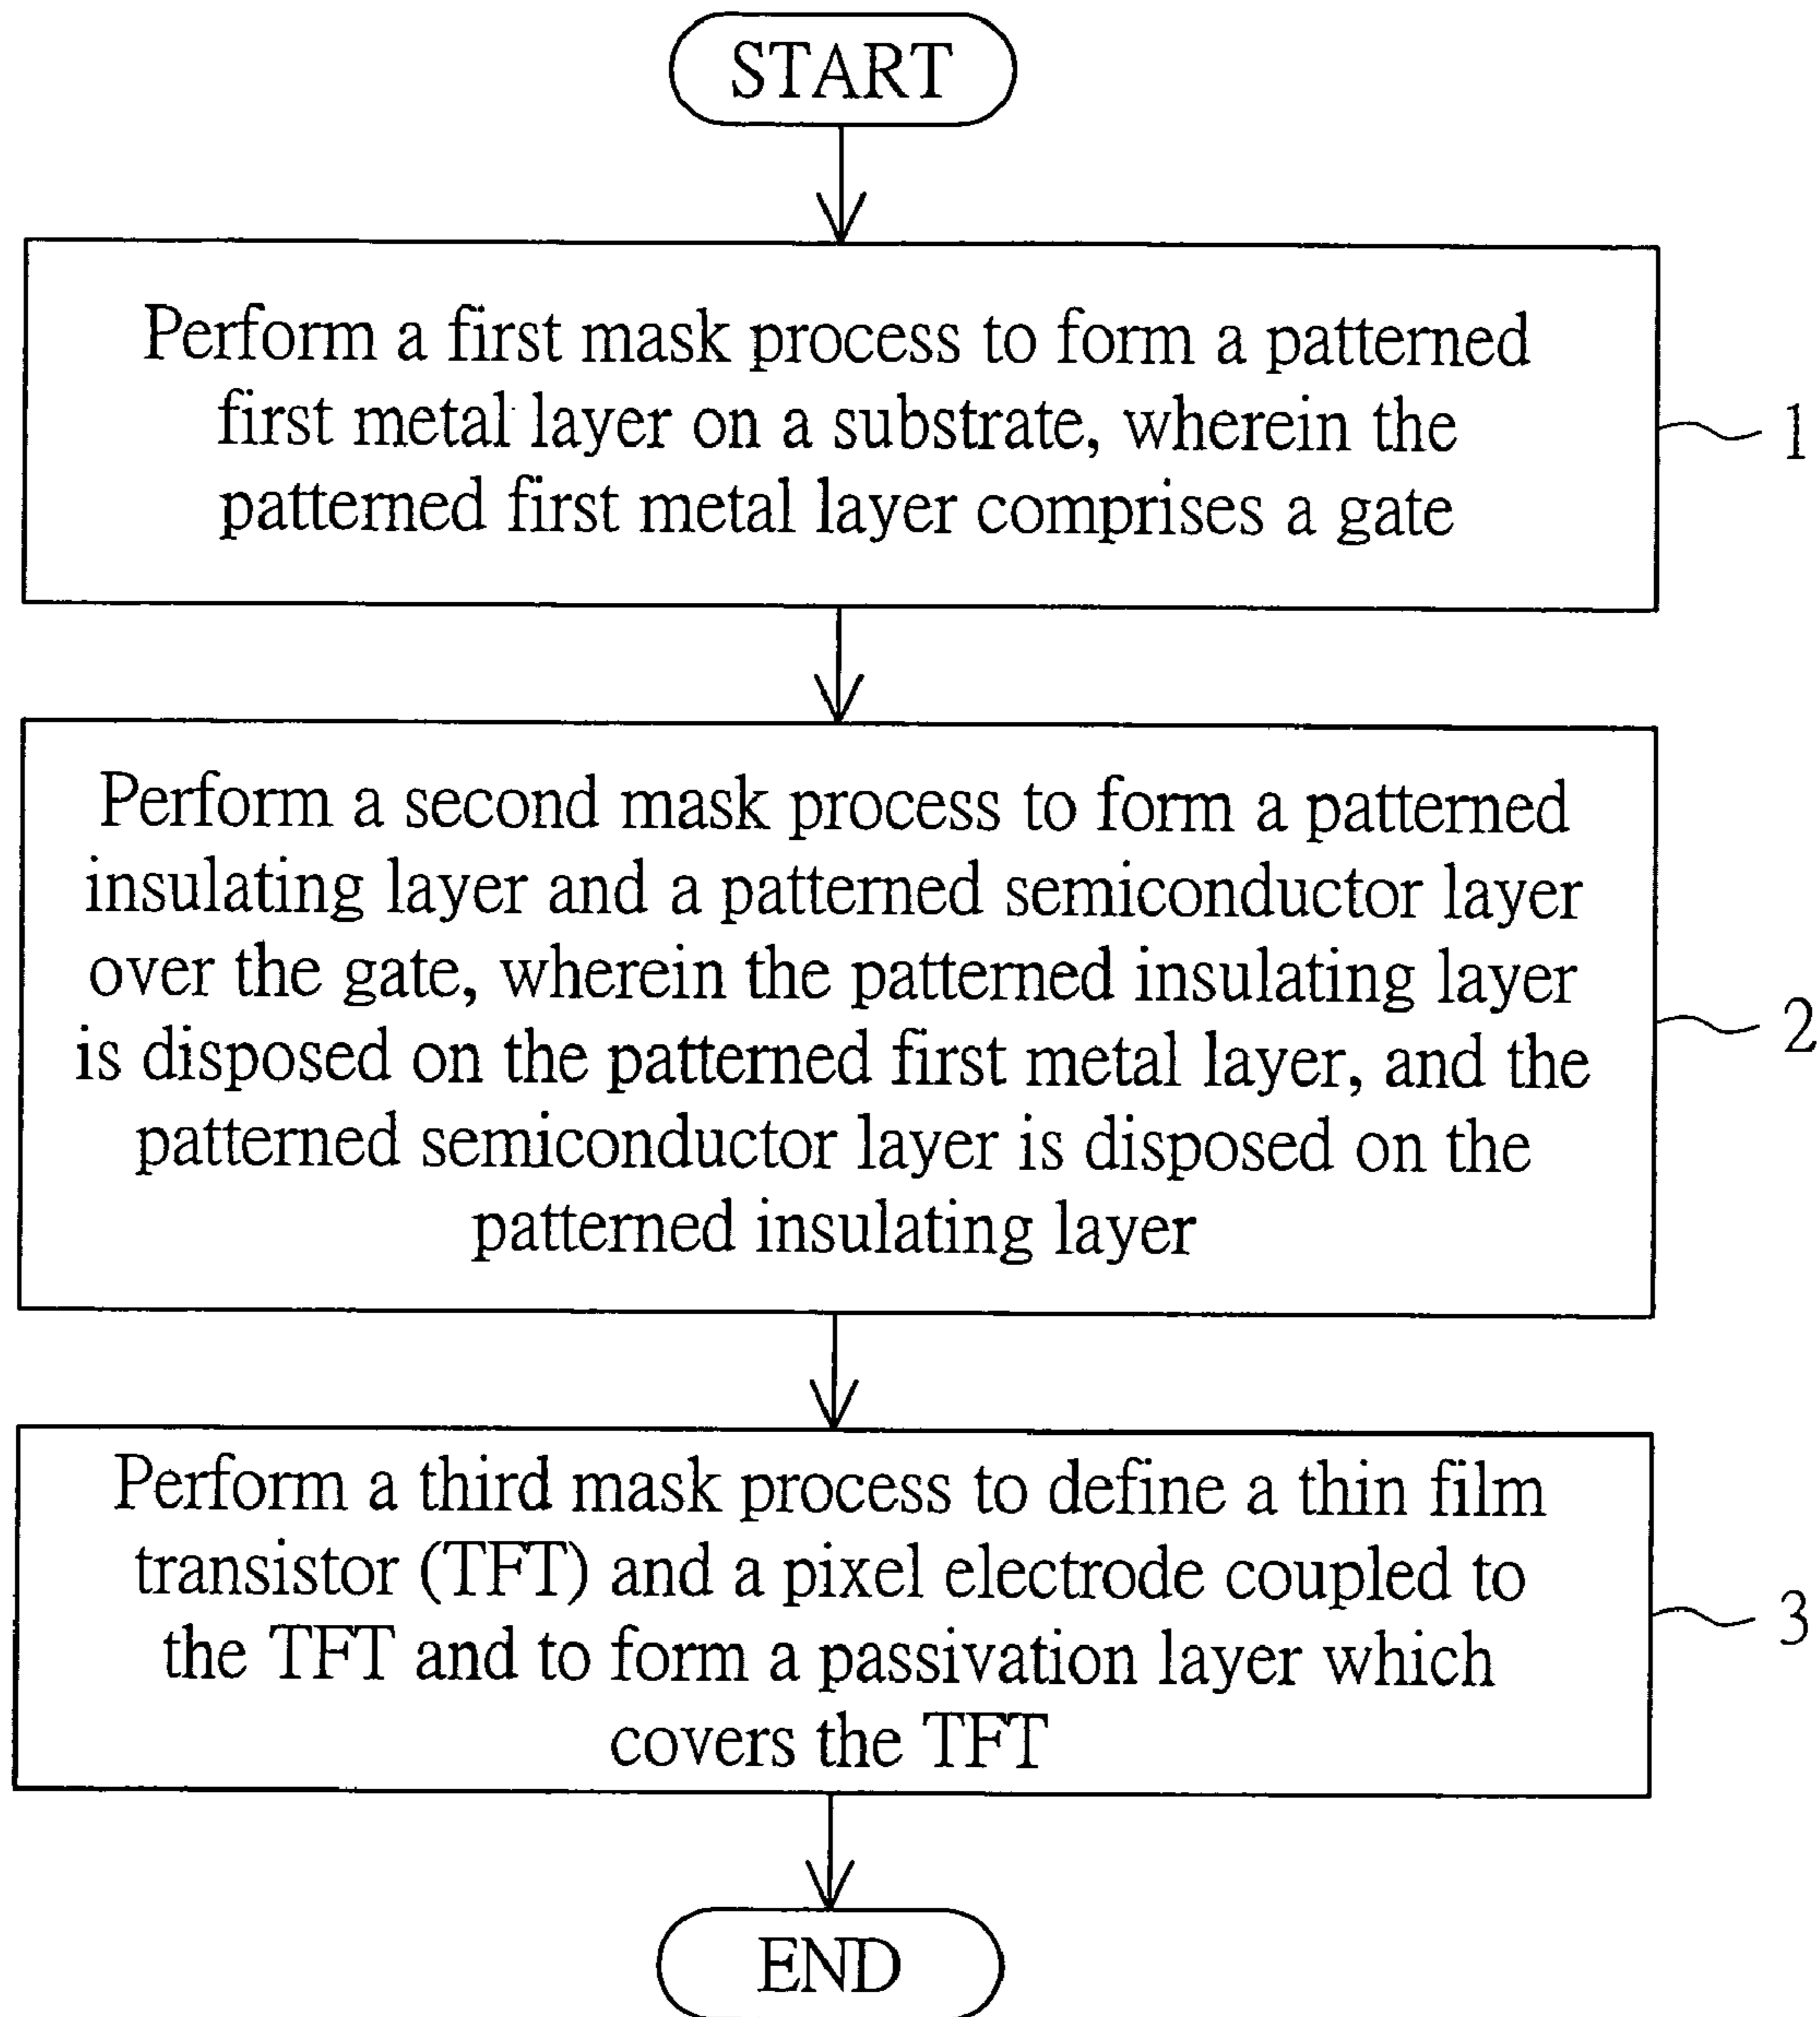 START
Perform a first mask process to form a patterned
first metal layer on a substrate, wherein the
patterned first metal layer comprises a gate
1
Perform a second mask process to form a patterned
insulating layer and a patterned semiconductor layer
over the gate, wherein the patterned insulating layer
is disposed on the patterned first metal layer, and the
patterned semiconductor layer is disposed on the
patterned insulating layer
2
Perform a third mask process to define a thin film
transistor (TFT) and a pixel electrode coupled to
the TFT and to form a passivation layer which
covers the TFT
3
END